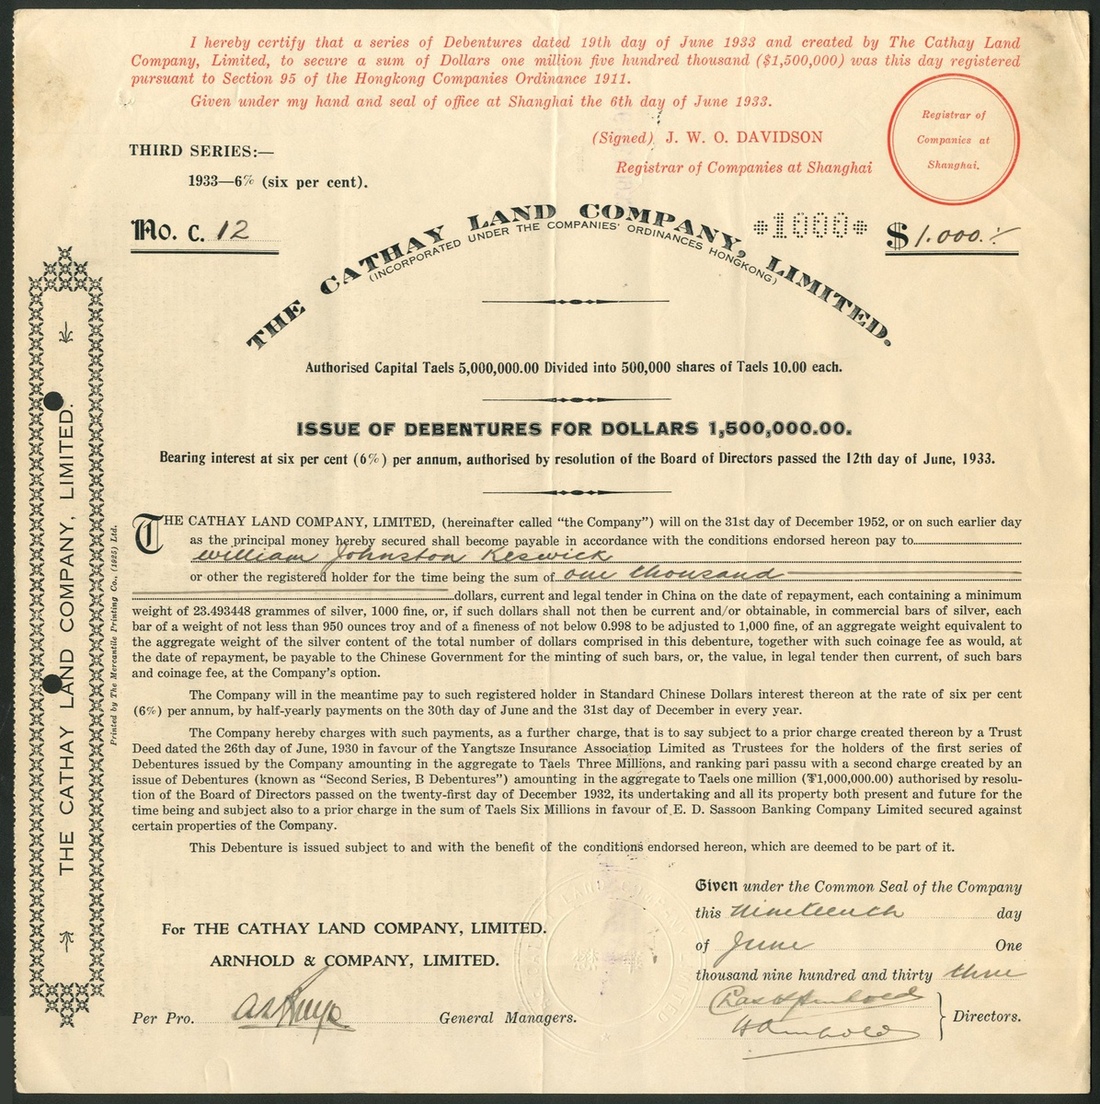 I hereby certify that a series of Debentures dated 19th day of June 1933 and created by The Cathay Land
Company, Limited, to secure a sum of Dollars one million five hundred thousand ($1,500,000) was this day registered
pursuant to Section 95 of the Hongkong Companies Ordinance 1911.
Given under my hand and seal of office at Shanghai the 6th day of June 1933.
(Signed) J. W. O. DAVIDSON
Registrar of Companies at Shanghai
Registrar of
Companies at
Shanghai.
THIRD SERIES:—
1933—6% (six per cent).
No. C. 12
*1000*
$ 1.000.-/-
THE CATHAY LAND COMPANY, LIMITED.
(INCORPORATED UNDER THE COMPANIES' ORDINANCES HONGKONG)
Authorised Capital Taels 5,000,000.00 Divided into 500,000 shares of Taels 10.00 each.
ISSUE OF DEBENTURES FOR DOLLARS 1,500,000.00.
Bearing interest at six per cent (6%) per annum, authorised by resolution of the Board of Directors passed the 12th day of June, 1933.
THE CATHAY LAND COMPANY, LIMITED, (hereinafter called "the Company") will on the 31st day of December 1952, or on such earlier day
as the principal money hereby secured shall become payable in accordance with the conditions endorsed hereon pay to
William Johnston Keswick
or other the registered holder for the time being the sum of one thousand
dollars, current and legal tender in China on the date of repayment, each containing a minimum
weight of 23.493448 grammes of silver, 1000 fine, or, if such dollars shall not then be current and/or obtainable, in commercial bars of silver, each
bar of a weight of not less than 950 ounces troy and of a fineness of not below 0.998 to be adjusted to 1,000 fine, of an aggregate weight equivalent to
the aggregate weight of the silver content of the total number of dollars comprised in this debenture, together with such coinage fee as would, at
the date of repayment, be payable to the Chinese Government for the minting of such bars, or, the value, in legal tender then current, of such bars
and coinage fee, at the Company's option.
The Company will in the meantime pay to such registered holder in Standard Chinese Dollars interest thereon at the rate of six per cent
(6%) per annum, by half-yearly payments on the 30th day of June and the 31st day of December in every year.
The Company hereby charges with such payments, as a further charge, that is to say subject to a prior charge created thereon by a Trust
Deed dated the 26th day of June, 1930 in favour of the Yangtsze Insurance Association Limited as Trustees for the holders of the first series of
Debentures issued by the Company amounting in the aggregate to Taels Three Millions, and ranking pari passu with a second charge created by an
issue of Debentures (known as "Second Series, B Debentures") amounting in the aggregate to Taels one million (₮1,000,000.00) authorised by resolu-
tion of the Board of Directors passed on the twenty-first day of December 1932, its undertaking and all its property both present and future for the
time being and subject also to a prior charge in the sum of Taels Six Millions in favour of E. D. Sassoon Banking Company Limited secured against
certain properties of the Company.
This Debenture is issued subject to and with the benefit of the conditions endorsed hereon, which are deemed to be part of it.
Given under the Common Seal of the Company
this Nineteenth day
of June One
thousand nine hundred and thirty three
For THE CATHAY LAND COMPANY, LIMITED.
ARNHOLD & COMPANY, LIMITED.
Per Pro. General Managers.
Chas H Arnhold
H Arnhold
Directors.
THE CATHAY LAND COMPANY, LIMITED. THE CATHAY LAND COMPANY, LIMITED.
Printed by The Mercantile Printing Co., (1925) Ltd.